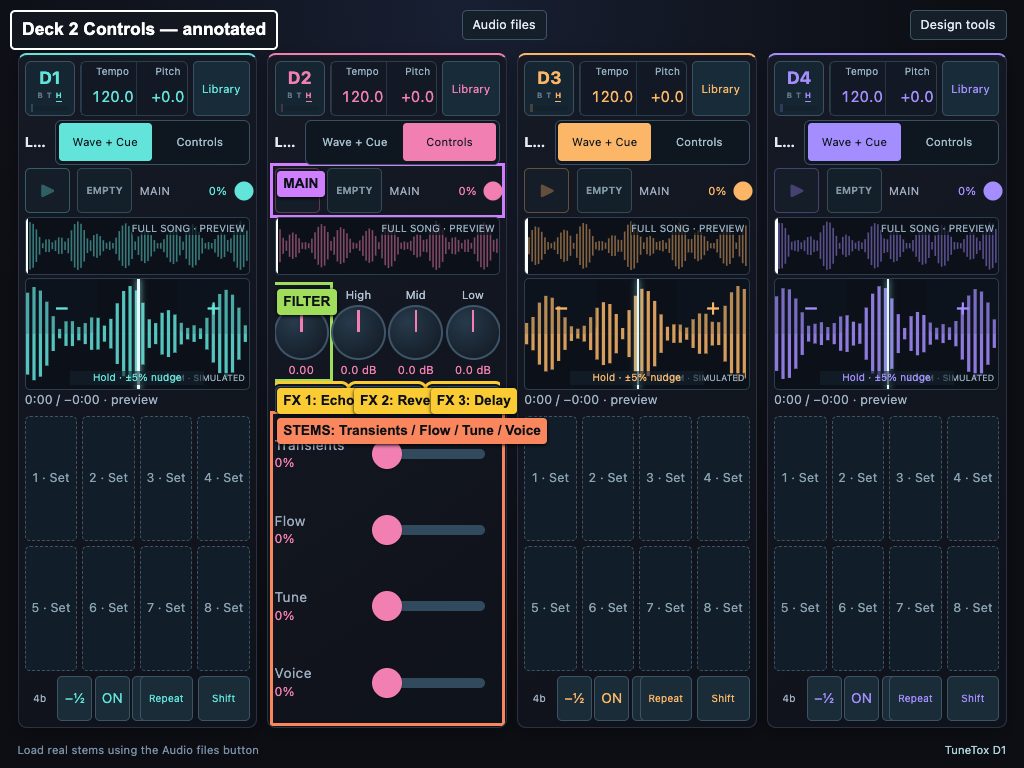 Deck 2 Controls — annotated
Audio files
Design tools
D1
B T H
Tempo
120.0
Pitch
+0.0
Library
L...
Wave + Cue
Controls
EMPTY
MAIN
0%
FULL SONG · PREVIEW
−
+
Hold · ±5% nudge
SIMULATED
0:00 / −0:00 · preview
1 · Set
2 · Set
3 · Set
4 · Set
5 · Set
6 · Set
7 · Set
8 · Set
4b
−½
ON
Repeat
Shift
D2
B T H
Tempo
120.0
Pitch
+0.0
Library
L...
Wave + Cue
Controls
MAIN
EMPTY
MAIN
0%
FULL SONG · PREVIEW
FILTER
High
Mid
Low
0.00
0.0 dB
0.0 dB
0.0 dB
FX 1: Echo
FX 2: Reve
FX 3: Delay
STEMS: Transients / Flow / Tune / Voice
Transients
0%
Flow
0%
Tune
0%
Voice
0%
D3
B T H
Tempo
120.0
Pitch
+0.0
Library
L...
Wave + Cue
Controls
EMPTY
MAIN
0%
FULL SONG · PREVIEW
−
+
Hold · ±5% nudge
SIMULATED
0:00 / −0:00 · preview
1 · Set
2 · Set
3 · Set
4 · Set
5 · Set
6 · Set
7 · Set
8 · Set
4b
−½
ON
Repeat
Shift
D4
B T H
Tempo
120.0
Pitch
+0.0
Library
L...
Wave + Cue
Controls
EMPTY
MAIN
0%
FULL SONG · PREVIEW
−
+
Hold · ±5% nudge
SIMULATED
0:00 / −0:00 · preview
1 · Set
2 · Set
3 · Set
4 · Set
5 · Set
6 · Set
7 · Set
8 · Set
4b
−½
ON
Repeat
Shift
Load real stems using the Audio files button
TuneTox D1